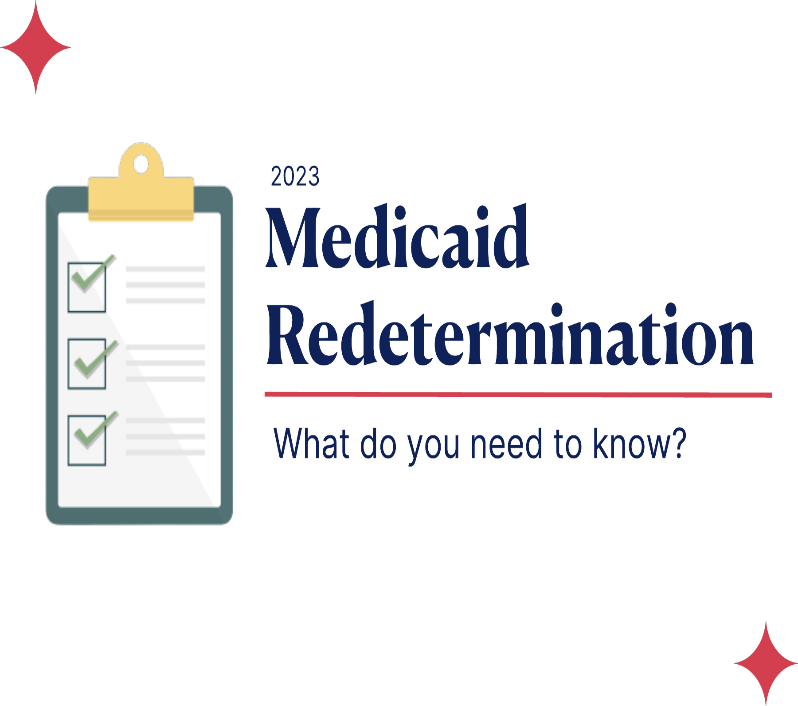 2023
Medicaid
Redetermination
What do you need to know?